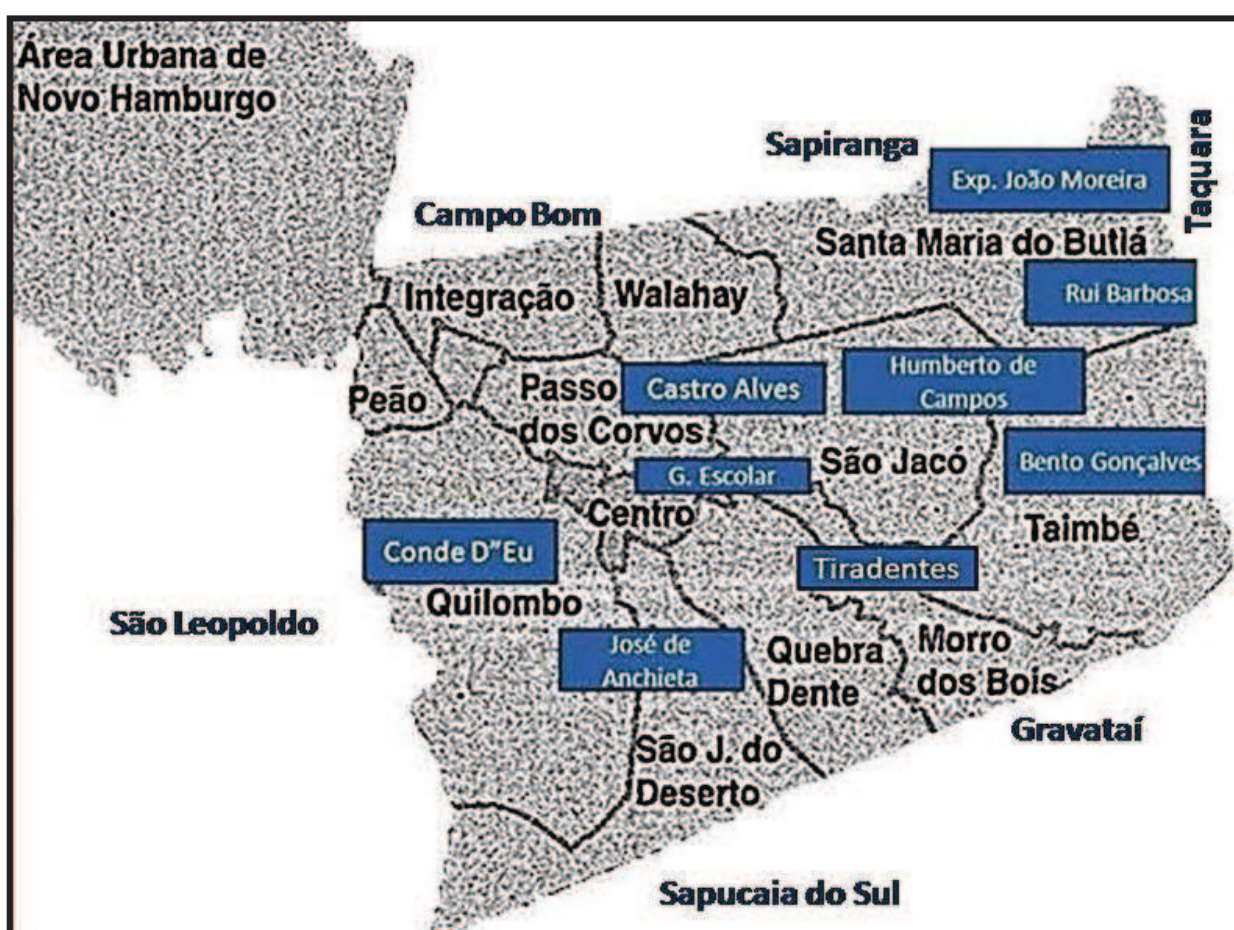 Área Urbana de
Novo Hamburgo
Sapiranga
Taquara
Exp. João Moreira
Campo Bom
Santa Maria do Butiá
Rui Barbosa
Integração
Walahay
Humberto de
Campos
Peão
Passo
dos Corvos
Castro Alves
São Jacó
Bento Gonçalves
G. Escolar
Centro
Taimbé
Conde D"Eu
Tiradentes
Quilombo
São Leopoldo
José de
Anchieta
Quebra
Dente
Morro
dos Bois
Gravataí
São J. do
Deserto
Sapucaia do Sul